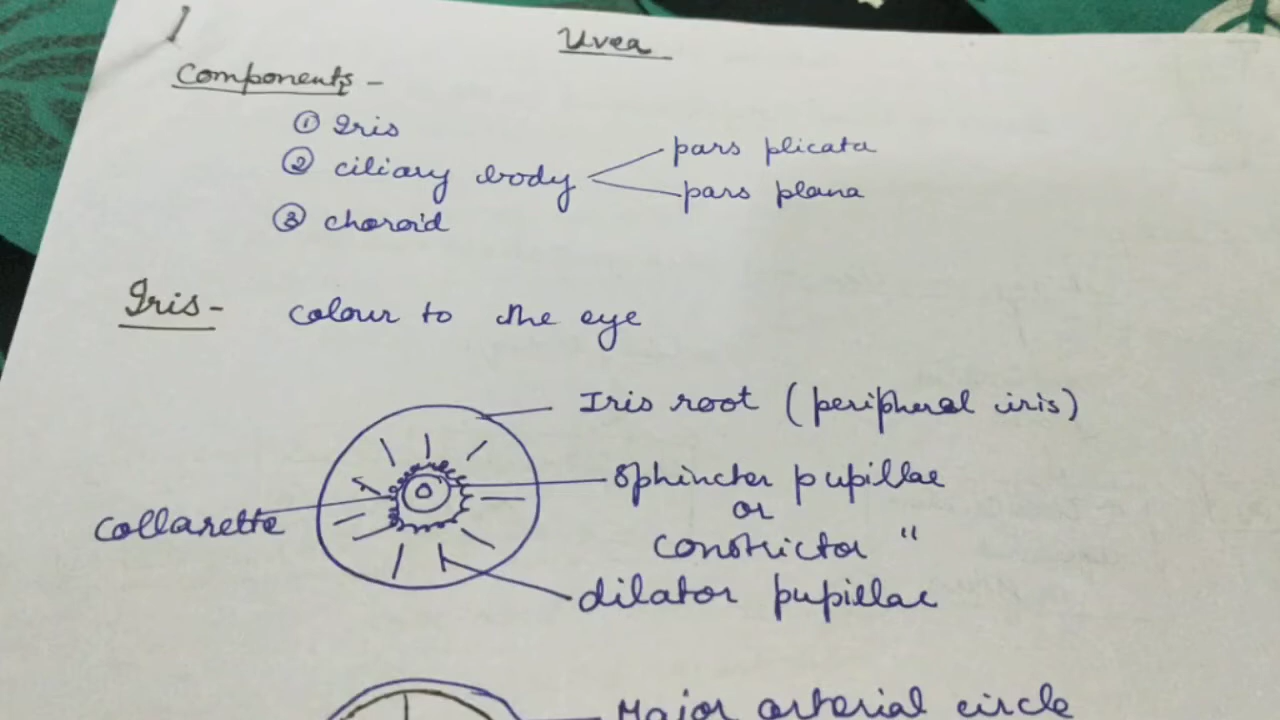 Uvea
Components -
① Iris
② ciliary body
pars plicata
pars plana
③ choroid
Iris - colour to the eye
Iris root (peripheral iris)
Sphincter pupillae
or
Constrictor "
collarette
dilator pupillae
Major arterial circle